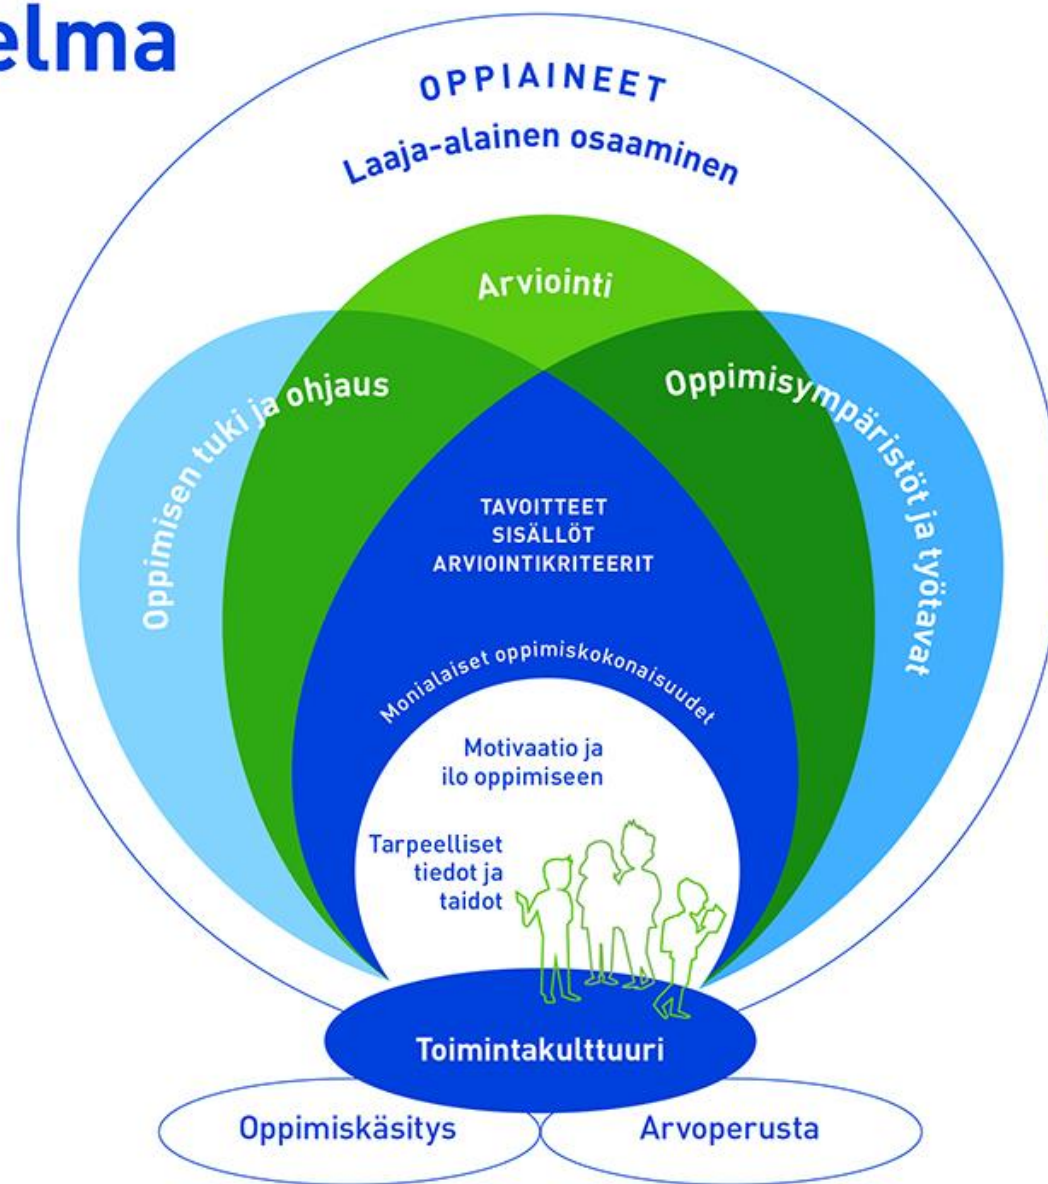 elma
OPPIAINEET
Laaja-alainen osaaminen
Arviointi
Oppimisen tuki ja ohjaus
Oppimisympäristöt ja työtavat
TAVOITTEET
SISÄLLÖT
ARVIOINTIKRITEERIT
Monialaiset oppimiskokonaisuudet
Motivaatio ja
ilo oppimiseen
Tarpeelliset
tiedot ja
taidot
Toimintakulttuuri
Oppimiskäsitys
Arvoperusta